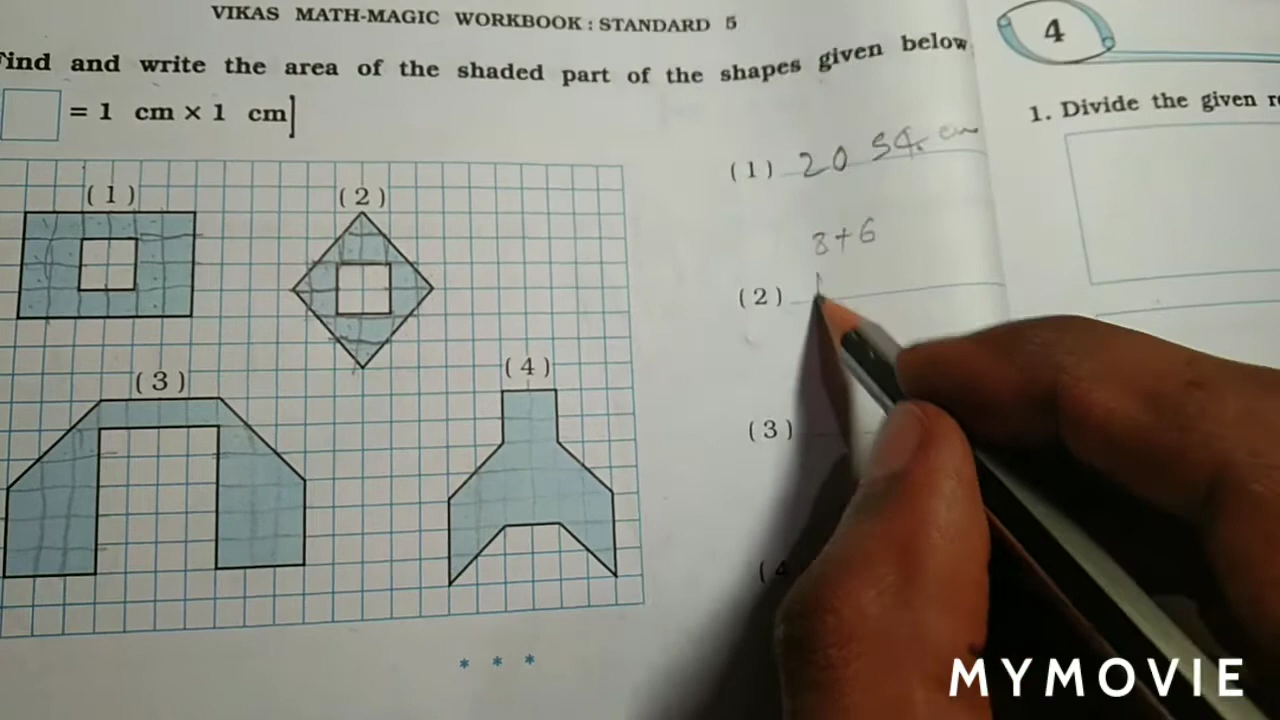 VIKAS MATH-MAGIC WORKBOOK : STANDARD 5
Find and write the area of the shaded part of the shapes given below
= 1 cm × 1 cm]
(1)
(2)
(3)
(4)
(1) 20 sq. cm
8+6
(2)
(3)
(4
* * *
4
1. Divide the given
MYMOVIE